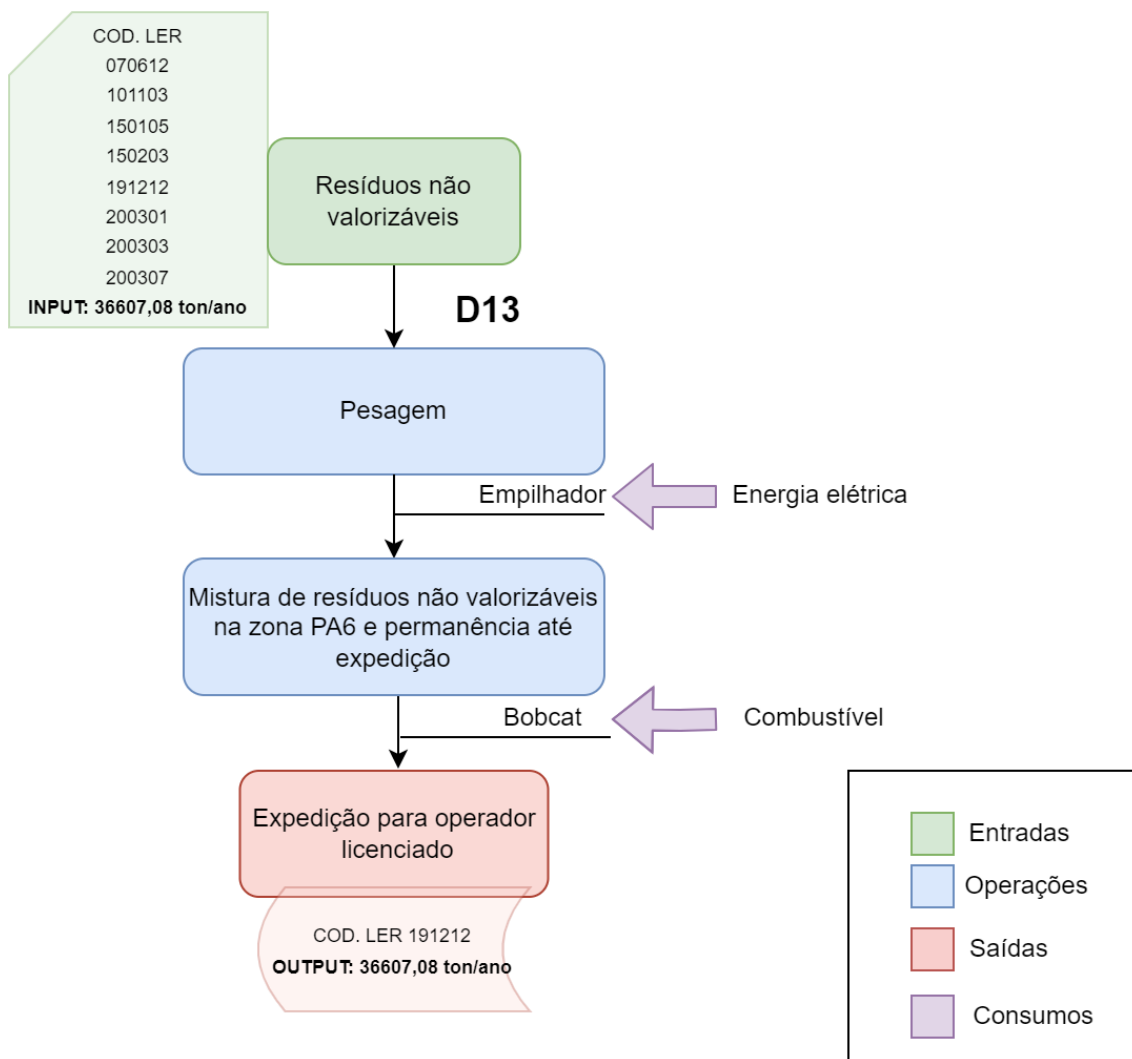 COD. LER
070612
101103
150105
150203
191212
200301
200303
200307
INPUT: 36607,08 ton/ano
Resíduos não
valorizáveis
D13
Pesagem
Empilhador
Energia elétrica
Mistura de resíduos não valorizáveis
na zona PA6 e permanência até
expedição
Bobcat
Combustível
Expedição para operador
licenciado
COD. LER 191212
OUTPUT: 36607,08 ton/ano
Entradas
Operações
Saídas
Consumos